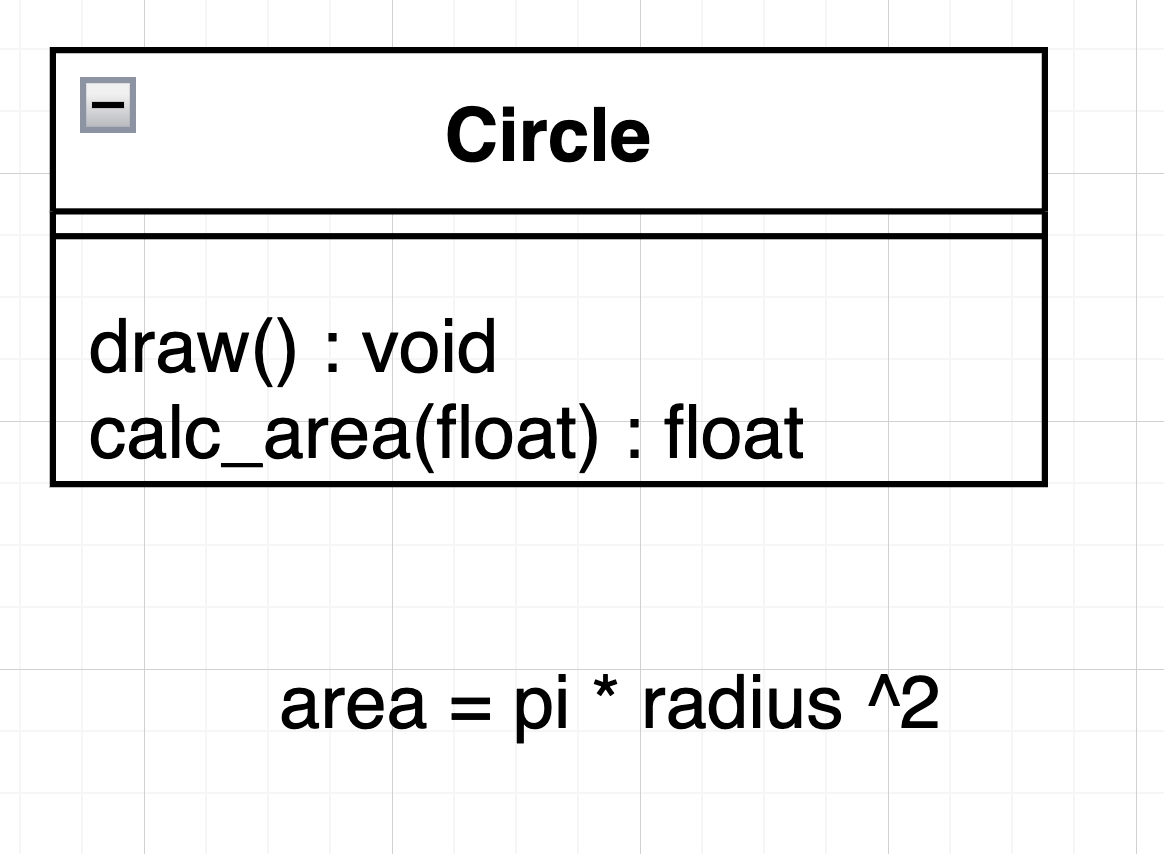 Circle
draw() : void
calc_area(float) : float
area = pi * radius ^2